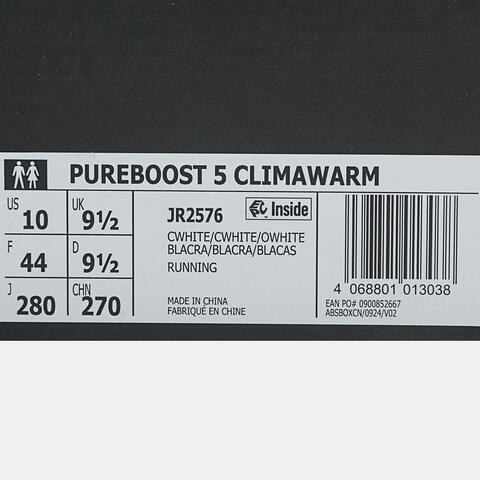 PUREBOOST 5 CLIMAWARM
US 10 UK 9½
F 44 D 9½
J 280 CHN 270
JR2576 Inside
CWHITE/CWHITE/OWHITE
BLACRA/BLACRA/BLACAS
RUNNING
MADE IN CHINA
FABRIQUÉ EN CHINE
4 068801 013038
EAN PO# 0900852667
ABSBOXCN/0924/V02